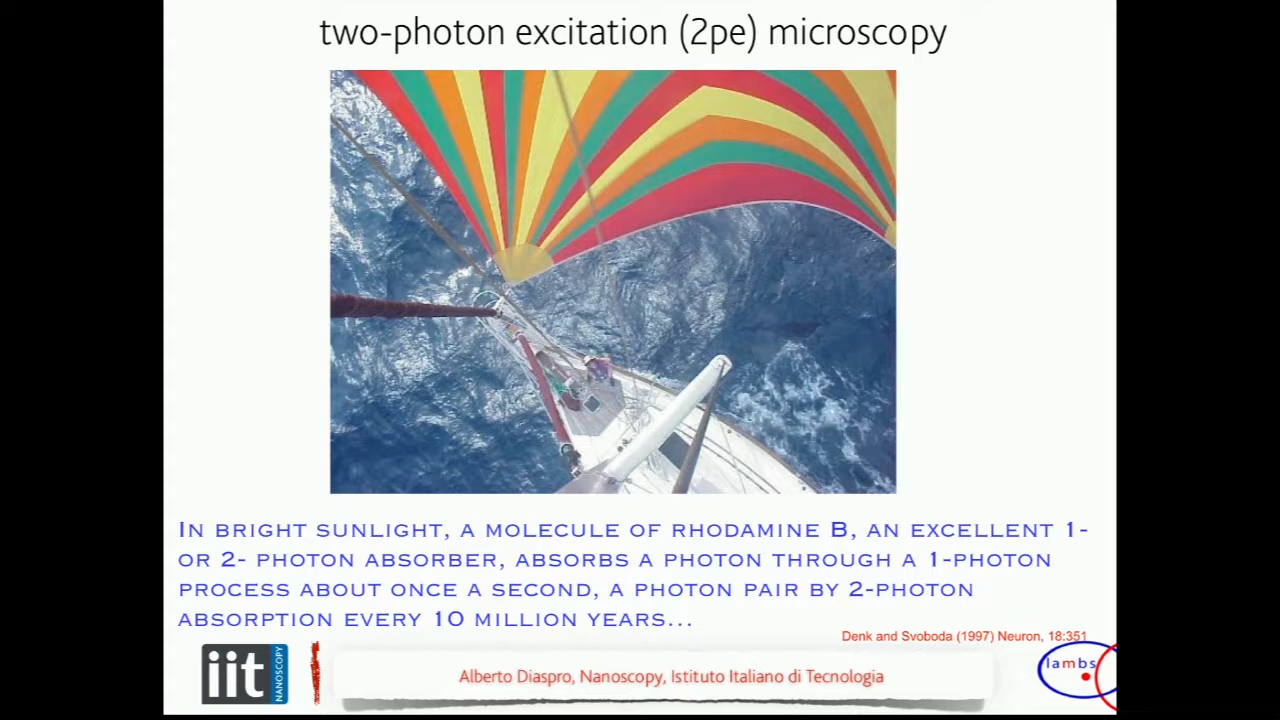 two-photon excitation (2pe) microscopy
In bright sunlight, a molecule of rhodamine B, an excellent 1-
or 2- photon absorber, absorbs a photon through a 1-photon
process about once a second, a photon pair by 2-photon
absorption every 10 million years...
Denk and Svoboda (1997) Neuron, 18:351
iit
NANOSCOPY
Alberto Diaspro, Nanoscopy, Istituto Italiano di Tecnologia
lambs